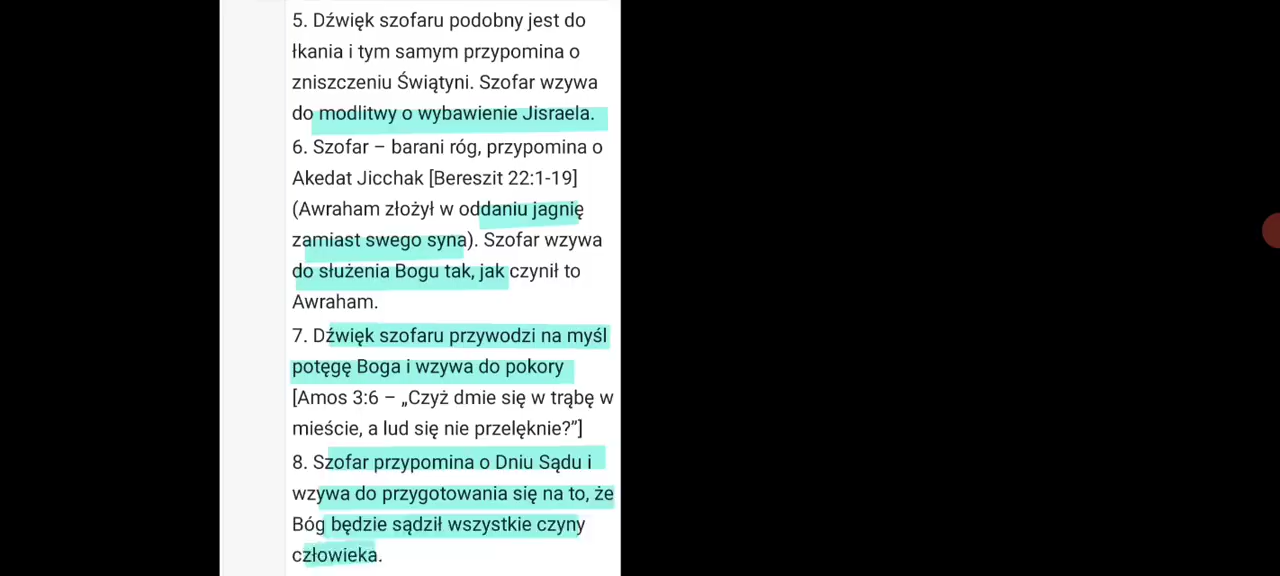 5. Dźwięk szofaru podobny jest do
łkania i tym samym przypomina o
zniszczeniu Świątyni. Szofar wzywa
do modlitwy o wybawienie Jisraela.
6. Szofar – barani róg, przypomina o
Akedat Jicchak [Bereszit 22:1-19]
(Awraham złożył w oddaniu jagnię
zamiast swego syna). Szofar wzywa
do służenia Bogu tak, jak czynił to
Awraham.
7. Dźwięk szofaru przywodzi na myśl
potęgę Boga i wzywa do pokory
[Amos 3:6 – „Czyż dmie się w trąbę w
mieście, a lud się nie przelęknie?”]
8. Szofar przypomina o Dniu Sądu i
wzywa do przygotowania się na to, że
Bóg będzie sądził wszystkie czyny
człowieka.